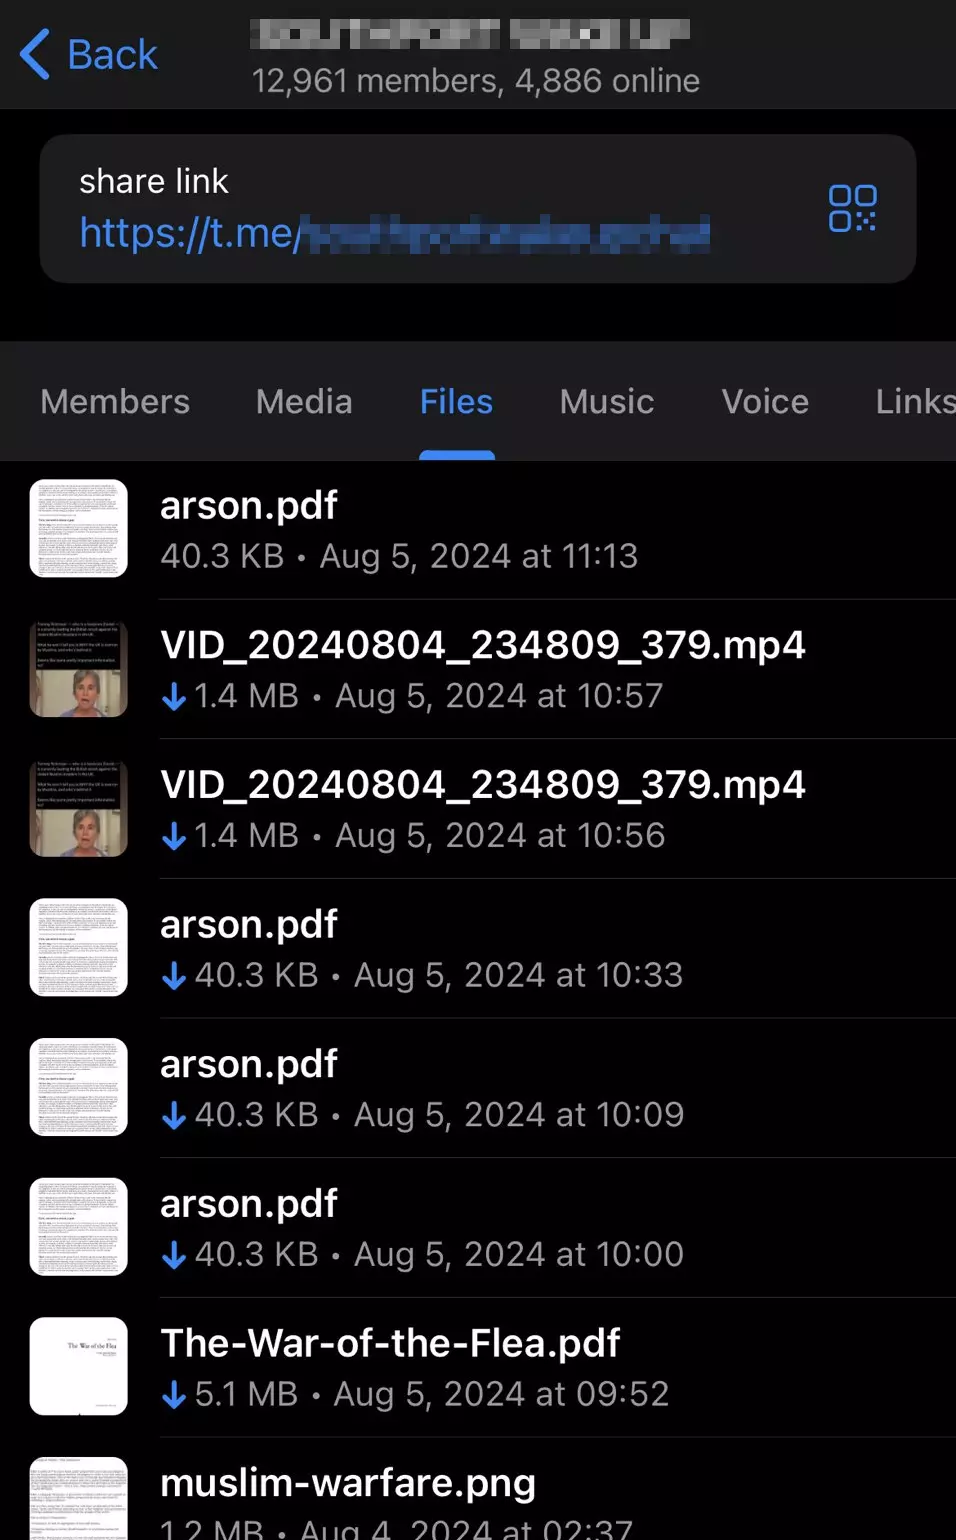 Back
12,961 members, 4,886 online
share link
https://t.me/
Members Media Files Music Voice Links
arson.pdf
40.3 KB • Aug 5, 2024 at 11:13
VID_20240804_234809_379.mp4
1.4 MB • Aug 5, 2024 at 10:57
VID_20240804_234809_379.mp4
1.4 MB • Aug 5, 2024 at 10:56
arson.pdf
40.3 KB • Aug 5, 2024 at 10:33
arson.pdf
40.3 KB • Aug 5, 2024 at 10:09
arson.pdf
40.3 KB • Aug 5, 2024 at 10:00
The War of the Flea
The-War-of-the-Flea.pdf
5.1 MB • Aug 5, 2024 at 09:52
muslim-warfare.png
1.2 MB • Aug 4, 2024 at 02:37